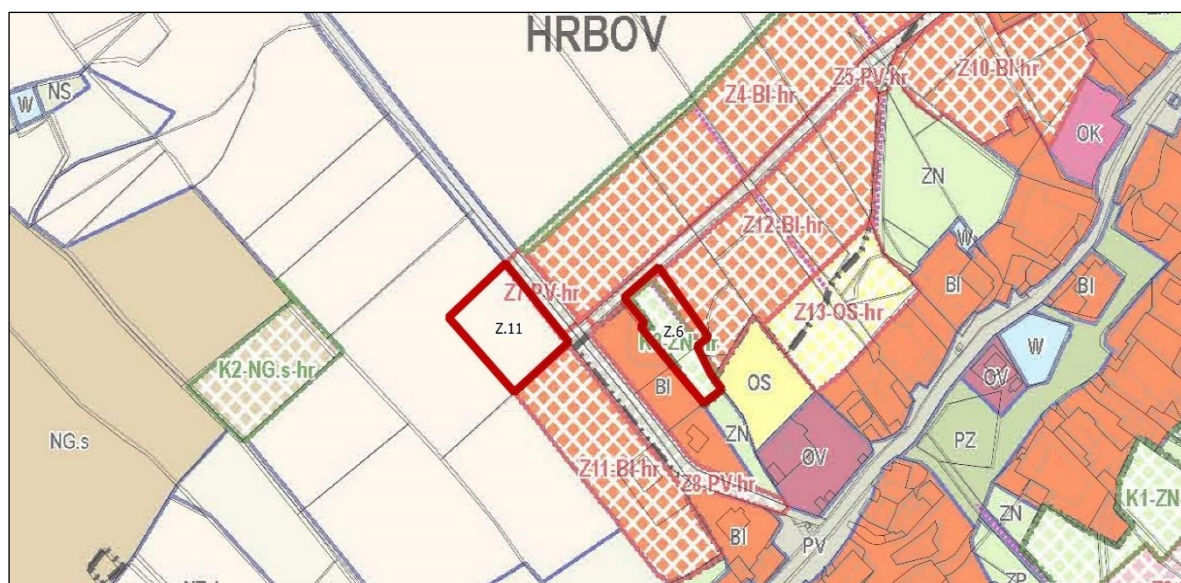 HRBOV
NS
W
Z4-BI-hr
Z5-PV-hr
Z10-BI-hr
OK
ZN
Z12-BI-hr
W
Z7-PV-hr
Z.11
Z.6
Z13-OS-hr
BI
BI
K2-NG.s-hr
BI
OS
W
OV
NG.s
ZN
OV
PZ
Z11-BI-hr
Z8-PV-hr
K1-ZN
ZN
BI
PV